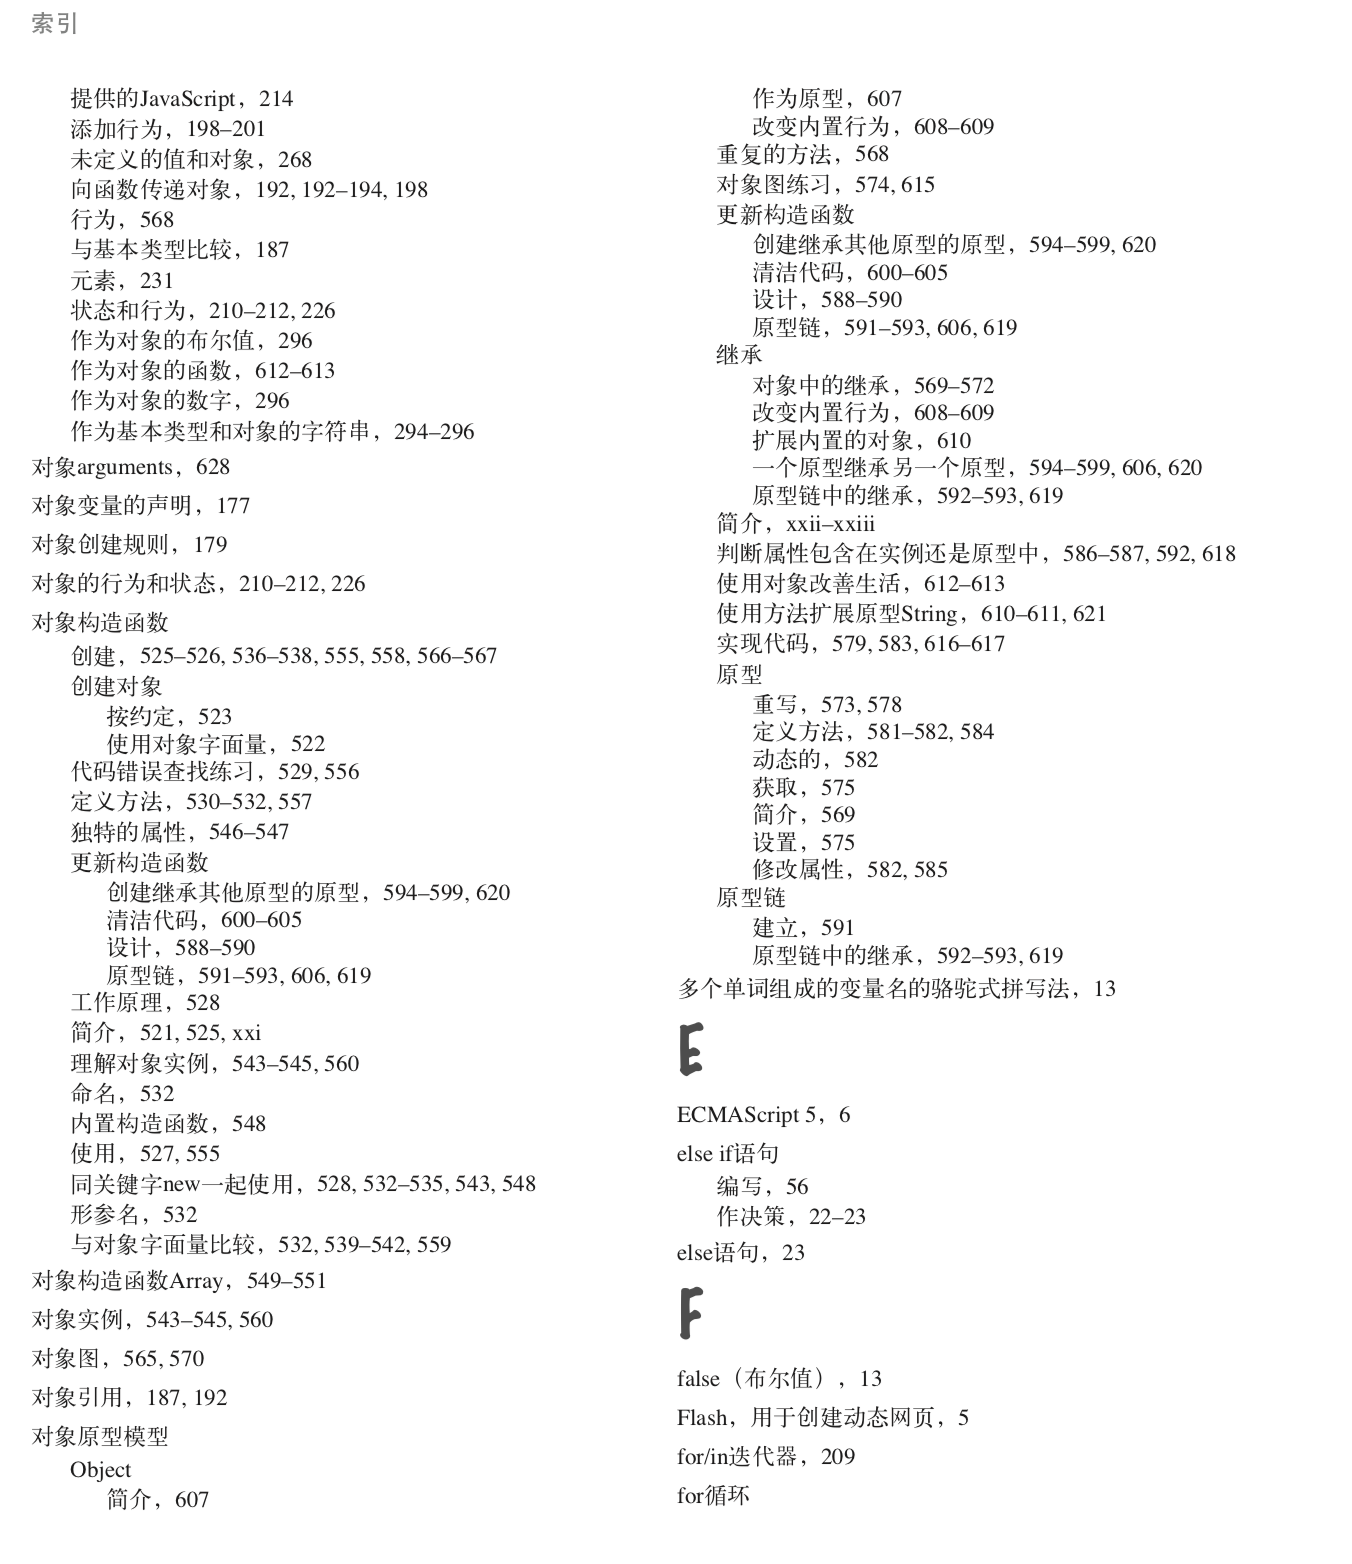 索引
提供的JavaScript，214
添加行为，198–201
未定义的值和对象，268
向函数传递对象，192, 192–194, 198
行为，568
与基本类型比较，187
元素，231
状态和行为，210–212, 226
作为对象的布尔值，296
作为对象的函数，612–613
作为对象的数字，296
作为基本类型和对象的字符串，294–296
对象arguments，628
对象变量的声明，177
对象创建规则，179
对象的行为和状态，210–212, 226
对象构造函数
创建，525–526, 536–538, 555, 558, 566–567
创建对象
按约定，523
使用对象字面量，522
代码错误查找练习，529, 556
定义方法，530–532, 557
独特的属性，546–547
更新构造函数
创建继承其他原型的原型，594–599, 620
清洁代码，600–605
设计，588–590
原型链，591–593, 606, 619
工作原理，528
简介，521, 525, xxi
理解对象实例，543–545, 560
命名，532
内置构造函数，548
使用，527, 555
同关键字new一起使用，528, 532–535, 543, 548
形参名，532
与对象字面量比较，532, 539–542, 559
对象构造函数Array，549–551
对象实例，543–545, 560
对象图，565, 570
对象引用，187, 192
对象原型模型
Object
简介，607
作为原型，607
改变内置行为，608–609
重复的方法，568
对象图练习，574, 615
更新构造函数
创建继承其他原型的原型，594–599, 620
清洁代码，600–605
设计，588–590
原型链，591–593, 606, 619
继承
对象中的继承，569–572
改变内置行为，608–609
扩展内置的对象，610
一个原型继承另一个原型，594–599, 606, 620
原型链中的继承，592–593, 619
简介，xxii–xxiii
判断属性包含在实例还是原型中，586–587, 592, 618
使用对象改善生活，612–613
使用方法扩展原型String，610–611, 621
实现代码，579, 583, 616–617
原型
重写，573, 578
定义方法，581–582, 584
动态的，582
获取，575
简介，569
设置，575
修改属性，582, 585
原型链
建立，591
原型链中的继承，592–593, 619
多个单词组成的变量名的骆驼式拼写法，13
E
ECMAScript 5，6
else if语句
编写，56
作决策，22–23
else语句，23
F
false（布尔值），13
Flash，用于创建动态网页，5
for/in迭代器，209
for循环